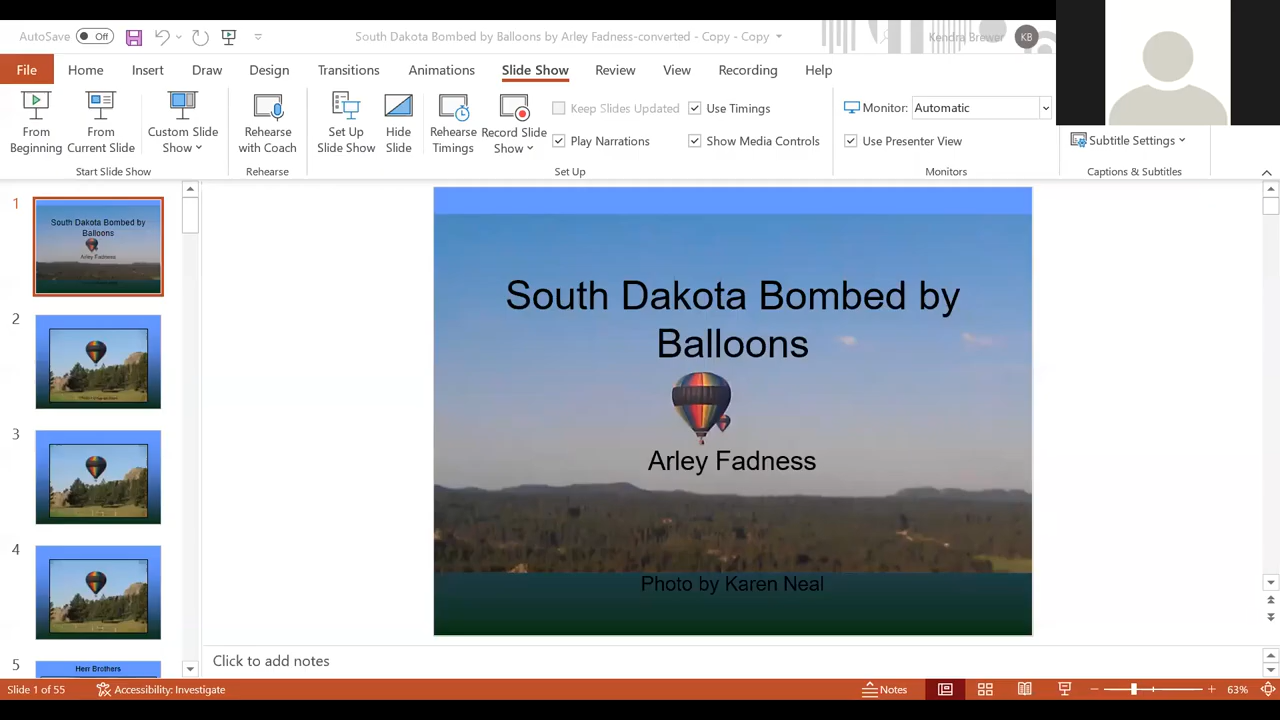 AutoSave Off
South Dakota Bombed by Balloons by Arley Fadness-converted - Copy - Copy
Kendra Brewer KB
File Home Insert Draw Design Transitions Animations Slide Show Review View Recording Help
From Beginning
From Current Slide
Custom Slide Show
Start Slide Show
Rehearse with Coach
Rehearse
Set Up Slide Show
Hide Slide
Rehearse Timings
Record Slide Show
Keep Slides Updated
Play Narrations
Use Timings
Show Media Controls
Set Up
Monitor: Automatic
Use Presenter View
Monitors
Subtitle Settings
Captions & Subtitles
1
South Dakota Bombed by
Balloons
Arley Fadness
2
3
4
5
Herr Brothers
South Dakota Bombed by
Balloons
Arley Fadness
Photo by Karen Neal
Click to add notes
Slide 1 of 55 Accessibility: Investigate Notes 63%